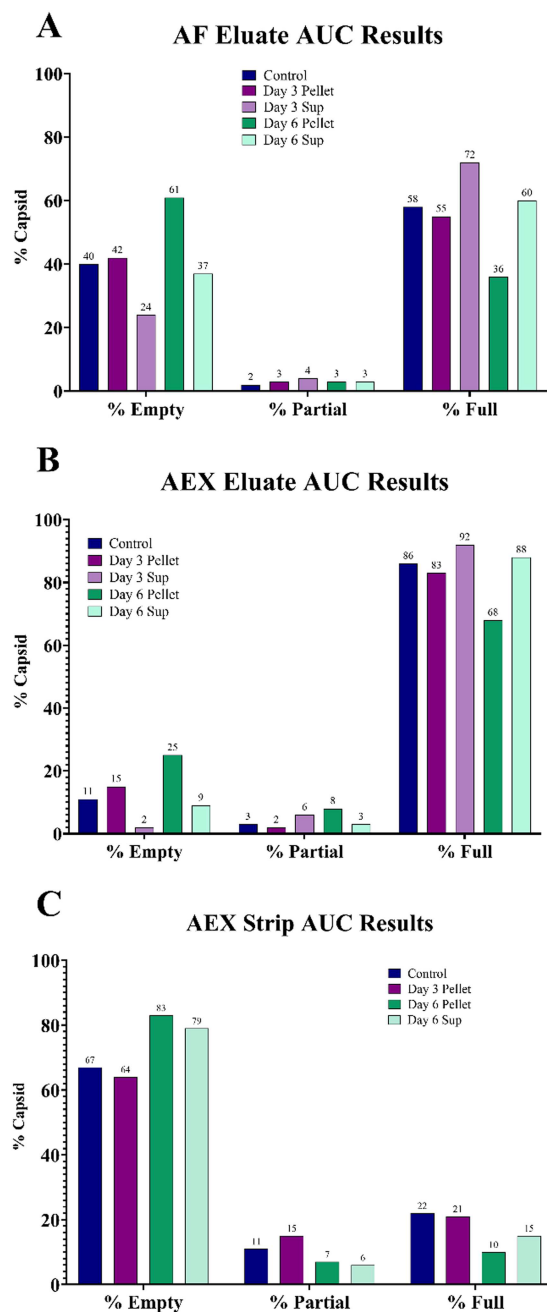 A
AF Eluate AUC Results
Control
Day 3 Pellet
Day 3 Sup
Day 6 Pellet
Day 6 Sup
% Capsid
100
80
60
40
20
0
40
42
24
61
37
2
3
4
3
3
58
55
72
36
60
% Empty
% Partial
% Full
B
AEX Eluate AUC Results
Control
Day 3 Pellet
Day 3 Sup
Day 6 Pellet
Day 6 Sup
% Capsid
100
80
60
40
20
0
11
15
2
25
9
3
2
6
8
3
86
83
92
68
88
% Empty
% Partial
% Full
C
AEX Strip AUC Results
Control
Day 3 Pellet
Day 6 Pellet
Day 6 Sup
% Capsid
100
80
60
40
20
0
67
64
83
79
11
15
7
6
22
21
10
15
% Empty
% Partial
% Full